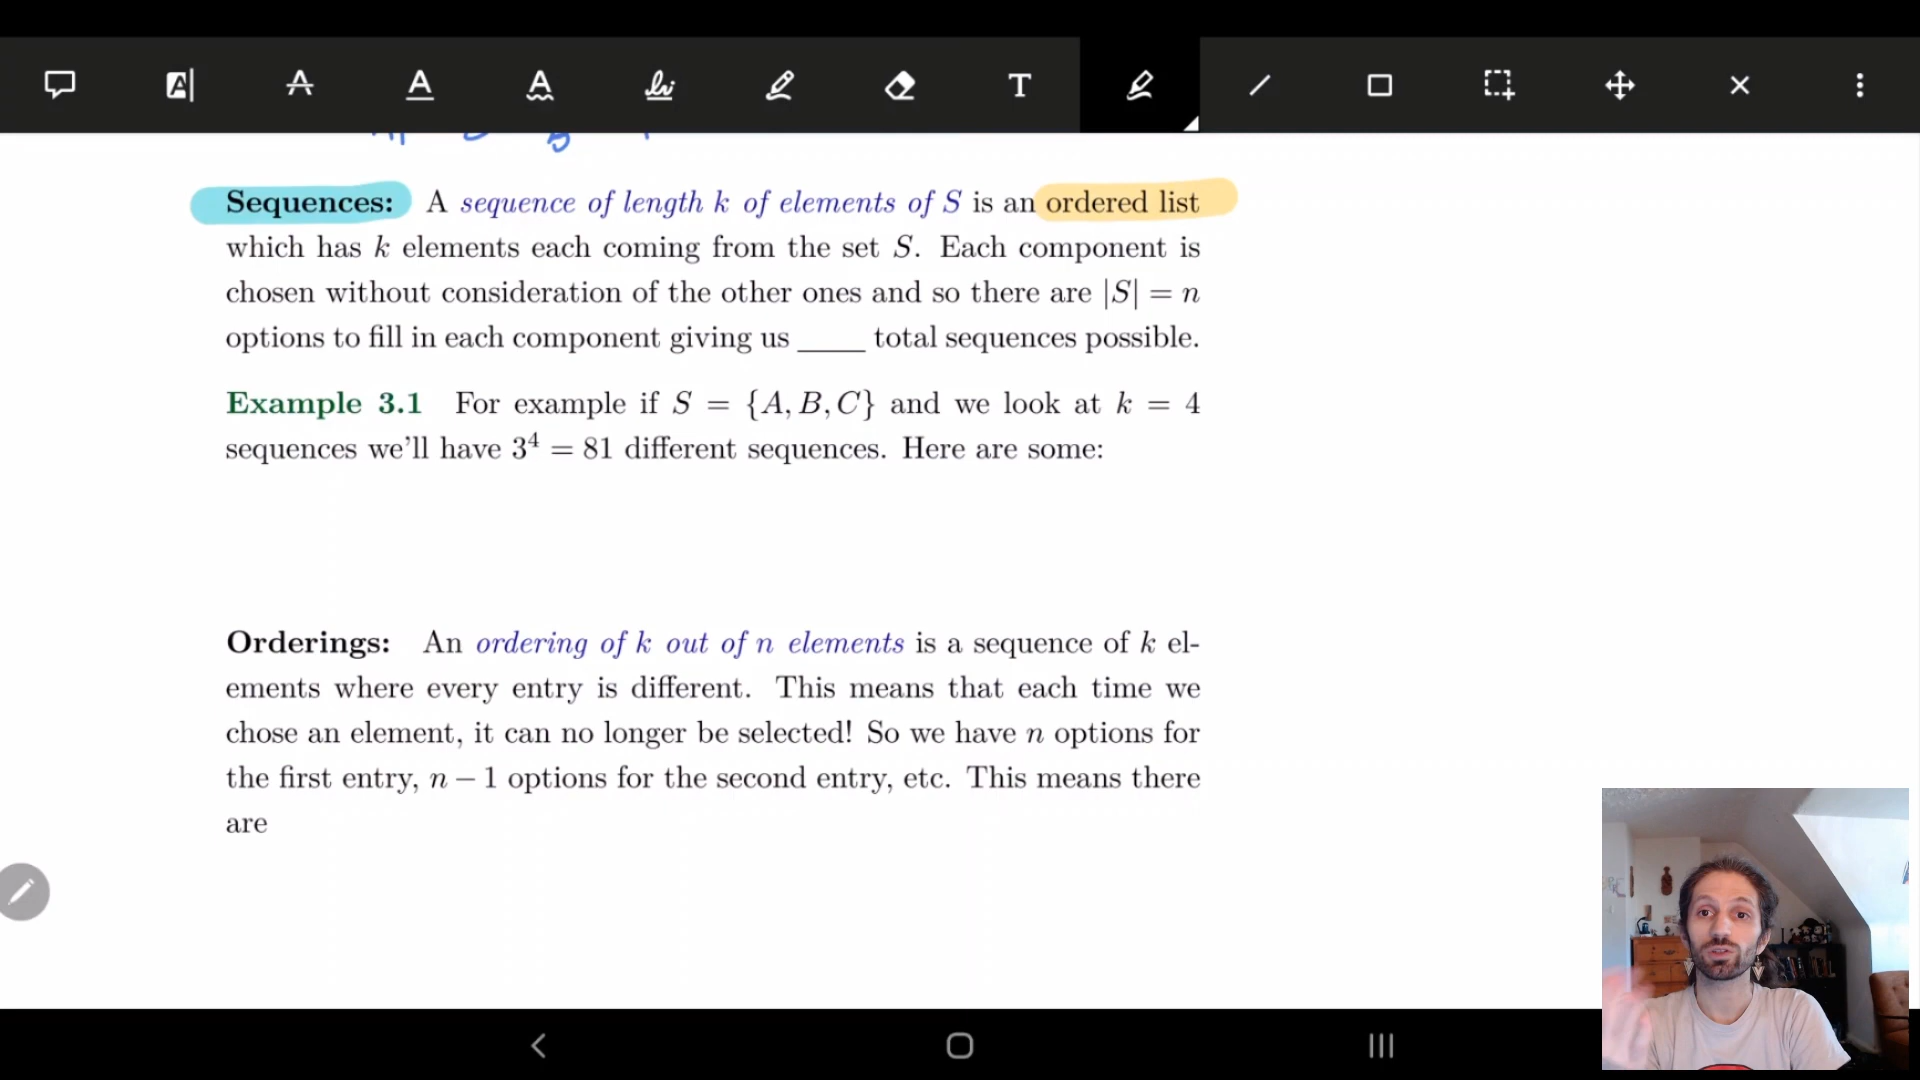 Sequences: A sequence of length k of elements of S is an ordered list
which has k elements each coming from the set S. Each component is
chosen without consideration of the other ones and so there are |S| = n
options to fill in each component giving us ____ total sequences possible.
Example 3.1 For example if S = {A, B, C} and we look at k = 4
sequences we'll have 3⁴ = 81 different sequences. Here are some:
Orderings: An ordering of k out of n elements is a sequence of k el-
ements where every entry is different. This means that each time we
chose an element, it can no longer be selected! So we have n options for
the first entry, n − 1 options for the second entry, etc. This means there
are